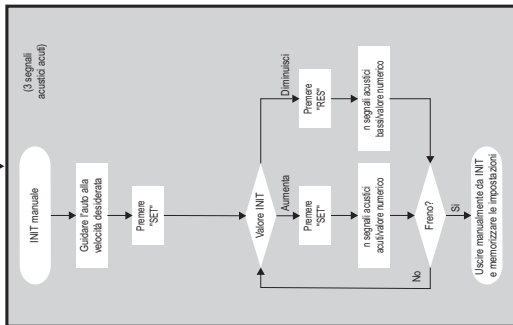 INIT manuale
(3 segnali
acustici acuti)
Guidare l'auto alla
velocità desiderata
Premere
"SET"
Valore INIT
Aumenta
Diminuisci
Premere
"SET"
Premere
"RES"
n segnali acustici
acuti/valore numerico
n segnali acustici
bassi/valore numerico
Freno?
No
Si
Uscire manualmente da INIT
e memorizzare le impostazioni